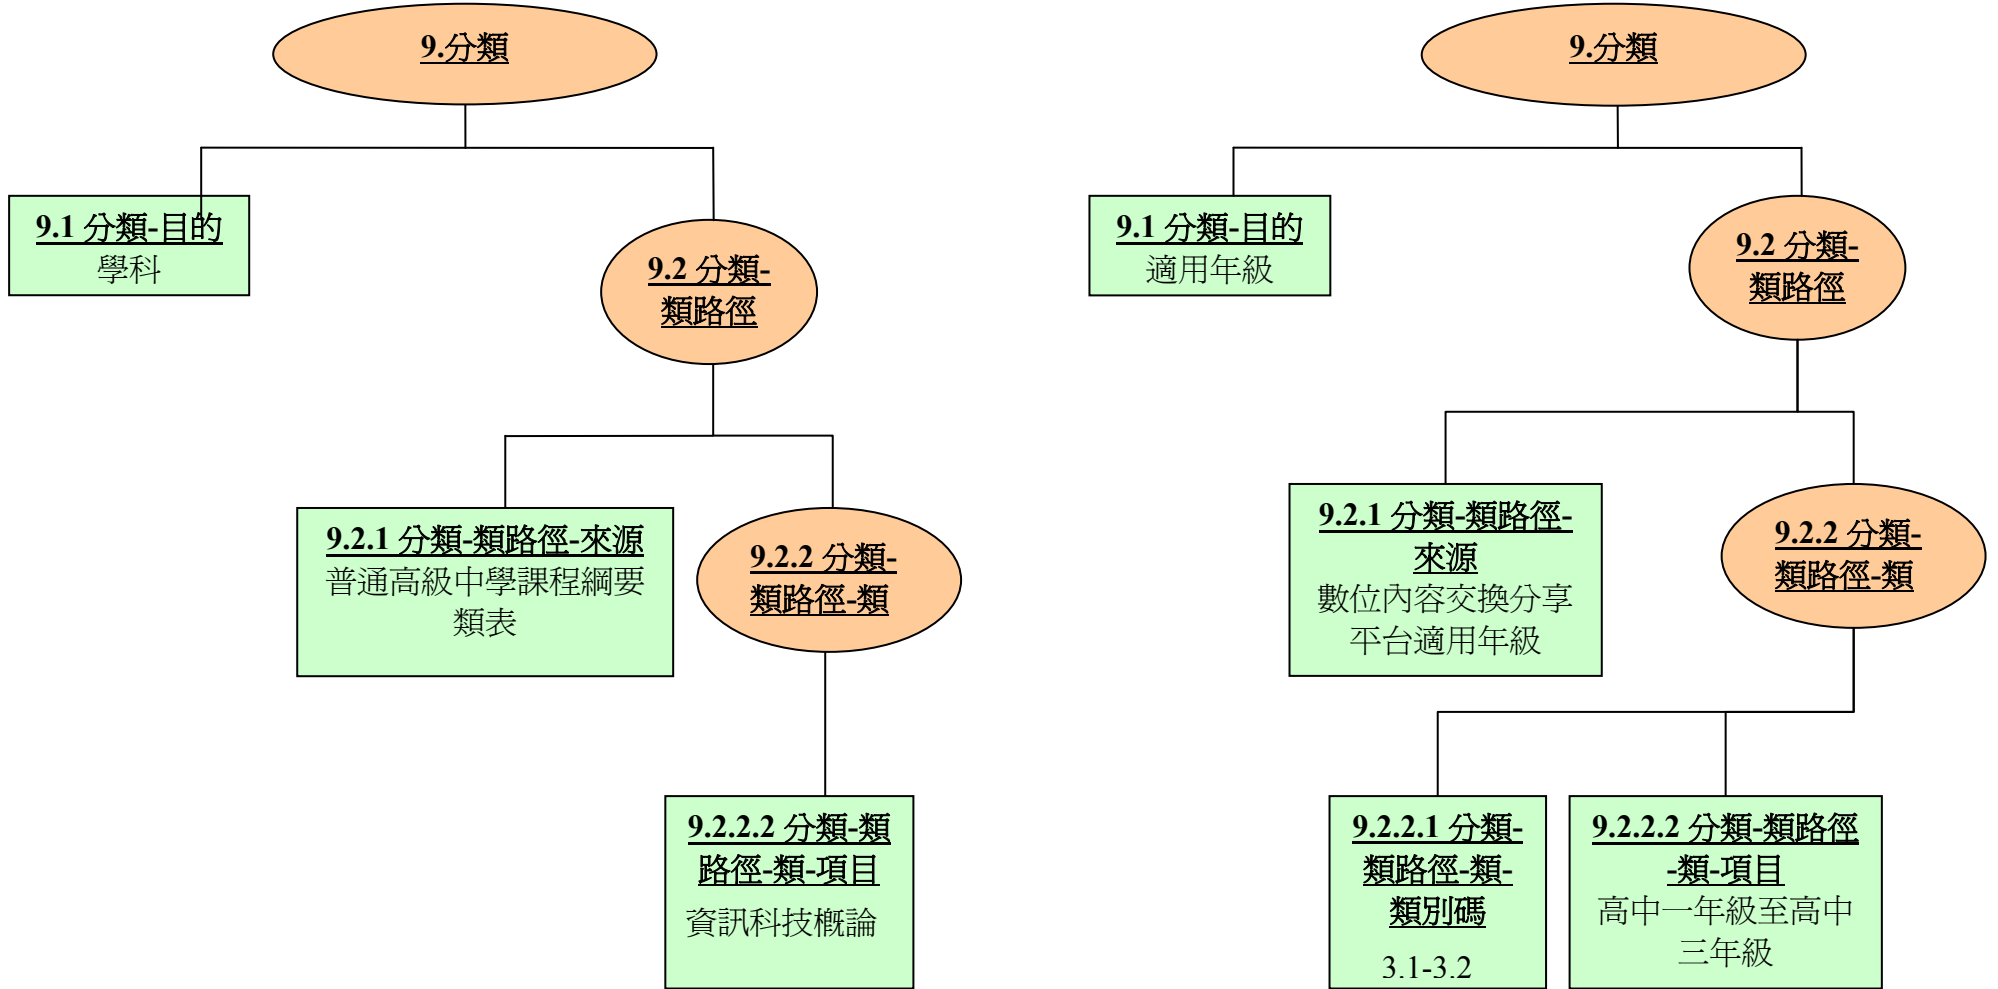 9.分類
9.1 分類-目的
學科
9.2 分類-
類路徑
9.2.1 分類-類路徑-來源
普通高級中學課程綱要
類表
9.2.2 分類-
類路徑-類
9.2.2.2 分類-類
路徑-類-項目
資訊科技概論
9.分類
9.1 分類-目的
適用年級
9.2 分類-
類路徑
9.2.1 分類-類路徑-
來源
數位內容交換分享
平台適用年級
9.2.2 分類-
類路徑-類
9.2.2.1 分類-
類路徑-類-
類別碼
3.1-3.2
9.2.2.2 分類-類路徑
-類-項目
高中一年級至高中
三年級